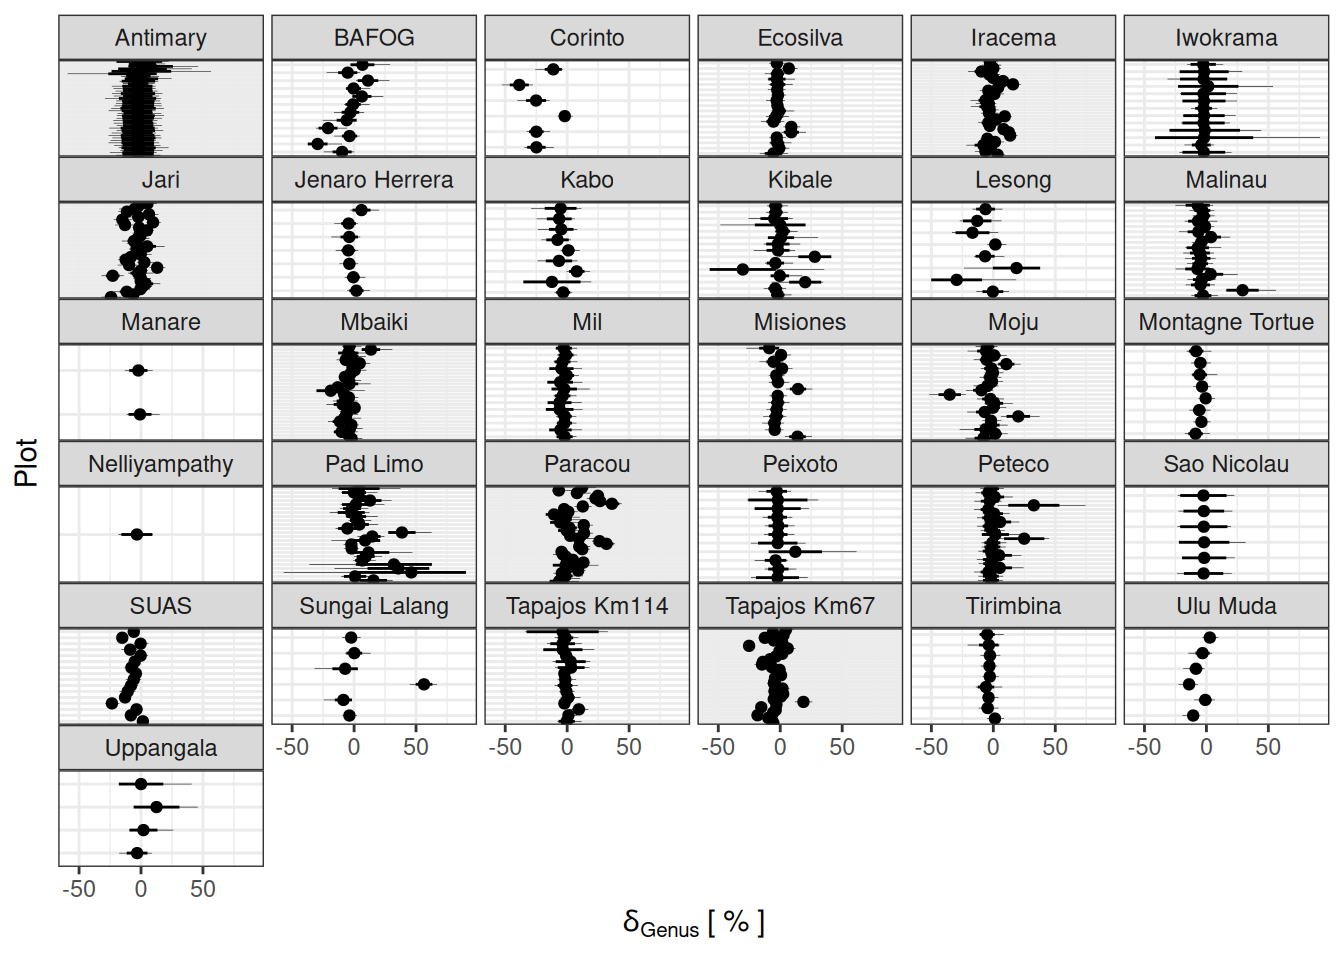 Antimary BAFOG Corinto Ecosilva Iracema Iwokrama
Jari Jenaro Herrera Kabo Kibale Lesong Malinau
Manare Mbaiki Mil Misiones Moju Montagne Tortue
Nelliyampathy Pad Limo Paracou Peixoto Peteco Sao Nicolau
SUAS Sungai Lalang Tapajos Km114 Tapajos Km67 Tirimbina Ulu Muda
-50 0 50 -50 0 50 -50 0 50 -50 0 50 -50 0 50
Uppangala
-50 0 50
Plot
δGenus [ % ]